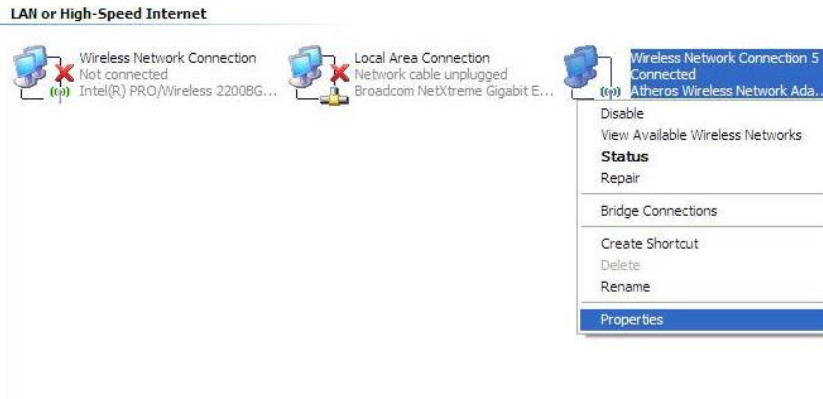 LAN or High-Speed Internet
Wireless Network Connection
Not connected
Intel(R) PRO/Wireless 2200BG...
Local Area Connection
Network cable unplugged
Broadcom NetXtreme Gigabit E...
Wireless Network Connection 5
Connected
Atheros Wireless Network Ada...
Disable
View Available Wireless Networks
Status
Repair
Bridge Connections
Create Shortcut
Delete
Rename
Properties